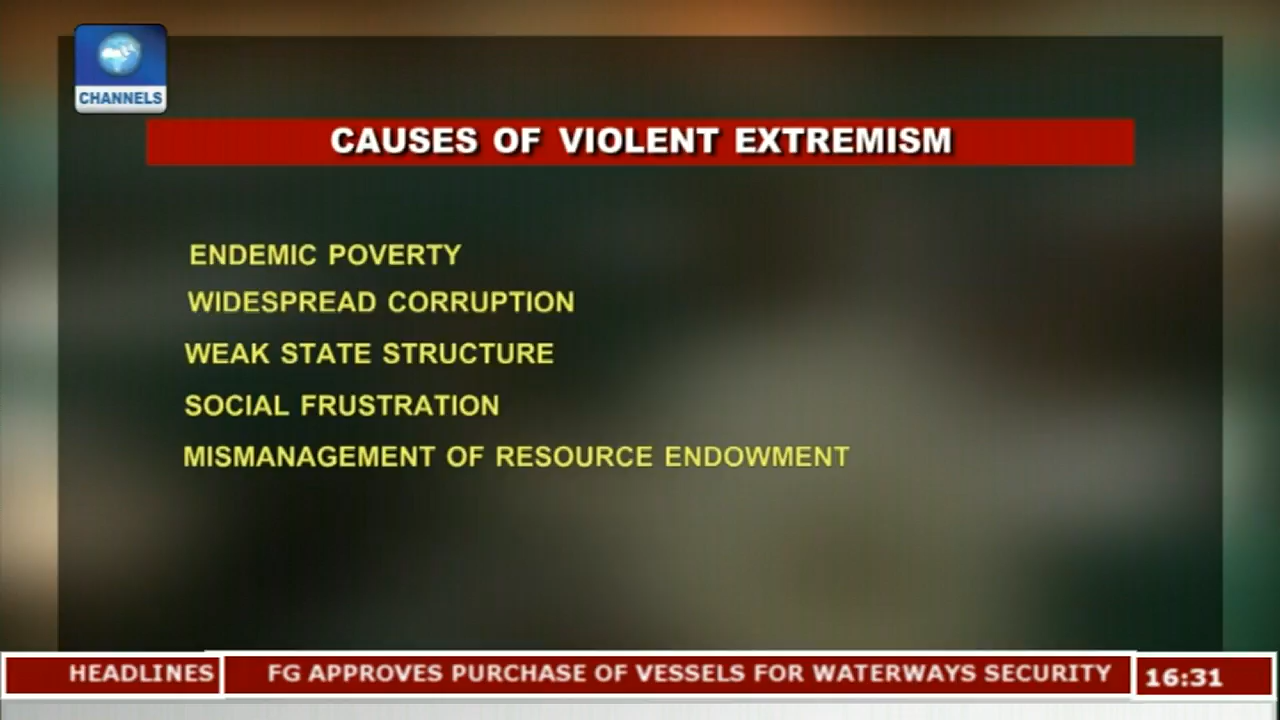 CHANNELS
CAUSES OF VIOLENT EXTREMISM
ENDEMIC POVERTY
WIDESPREAD CORRUPTION
WEAK STATE STRUCTURE
SOCIAL FRUSTRATION
MISMANAGEMENT OF RESOURCE ENDOWMENT
HEADLINES FG APPROVES PURCHASE OF VESSELS FOR WATERWAYS SECURITY 16:31